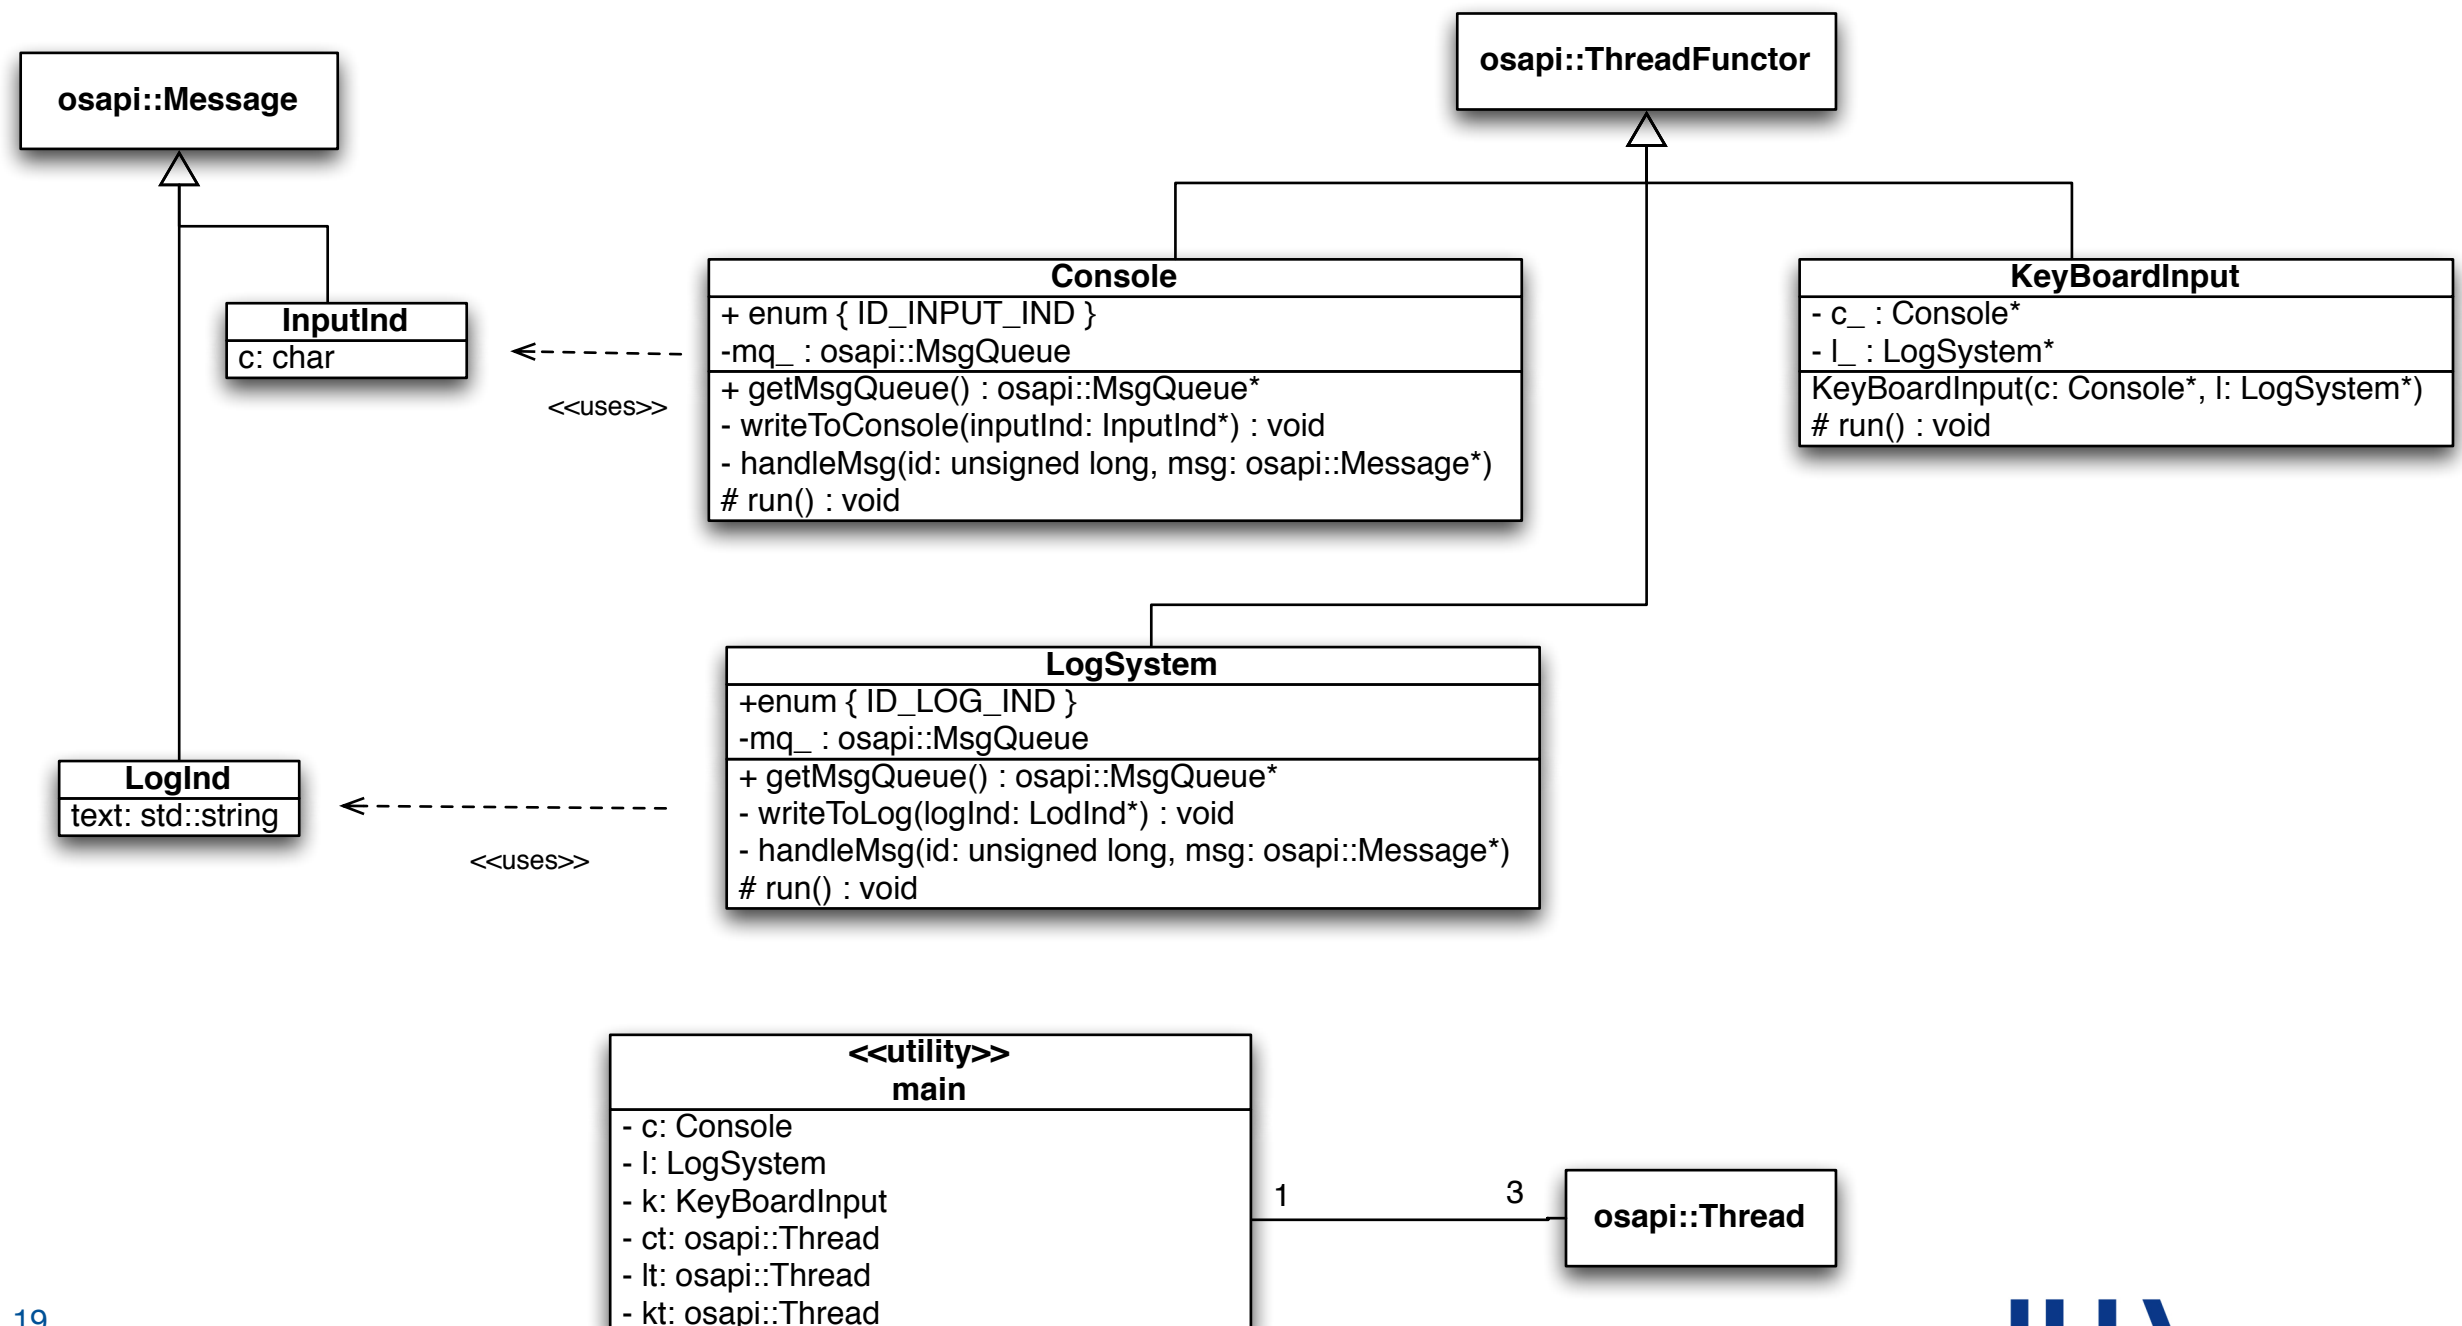 osapi::Message
osapi::ThreadFunctor
InputInd
c: char
<<uses>>
Console
+ enum { ID_INPUT_IND }
-mq_ : osapi::MsgQueue
+ getMsgQueue() : osapi::MsgQueue*
- writeToConsole(inputInd: InputInd*) : void
- handleMsg(id: unsigned long, msg: osapi::Message*)
# run() : void
KeyBoardInput
- c_ : Console*
- l_ : LogSystem*
KeyBoardInput(c: Console*, l: LogSystem*)
# run() : void
LogInd
text: std::string
<<uses>>
LogSystem
+enum { ID_LOG_IND }
-mq_ : osapi::MsgQueue
+ getMsgQueue() : osapi::MsgQueue*
- writeToLog(logInd: LodInd*) : void
- handleMsg(id: unsigned long, msg: osapi::Message*)
# run() : void
<<utility>>
main
- c: Console
- l: LogSystem
- k: KeyBoardInput
- ct: osapi::Thread
- lt: osapi::Thread
- kt: osapi::Thread
1
3
osapi::Thread
19